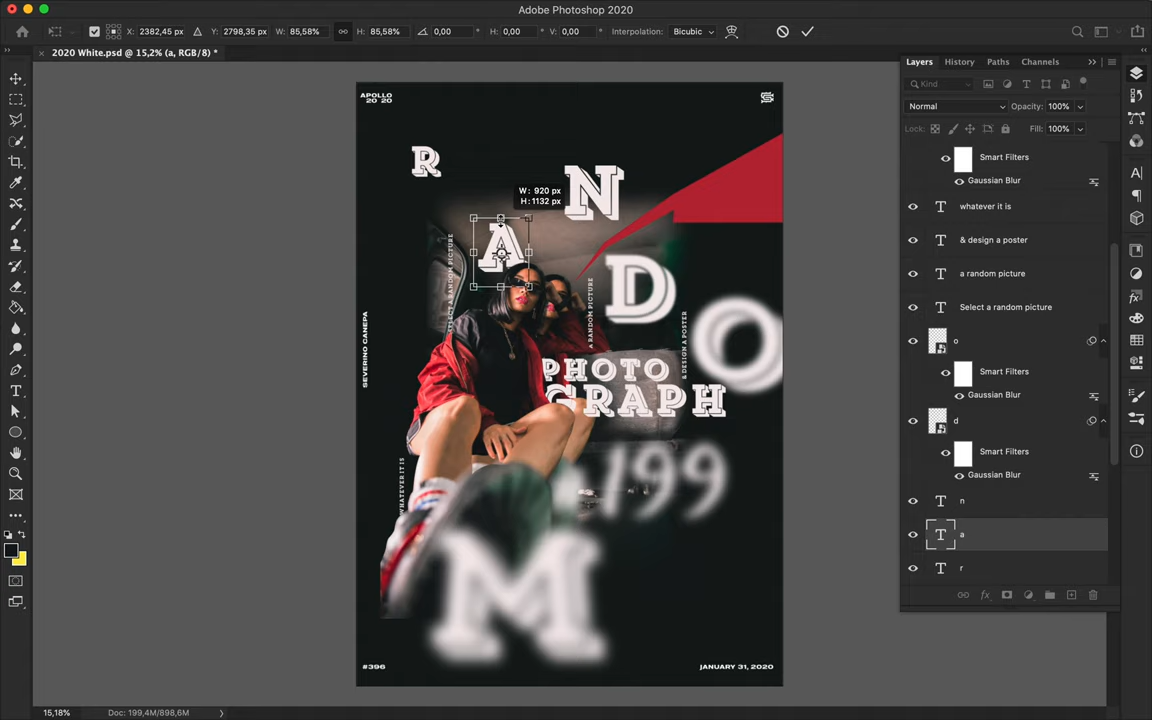 Adobe Photoshop 2020
X: 2382,45 px
Y: 2798,35 px
W: 85,58%
H: 85,58%
0,00
H: 0,00
V: 0,00
Interpolation:
Bicubic
2020 White.psd @ 15,2% (a, RGB/8) *
Layers
History
Paths
Channels
Kind
Normal
Opacity: 100%
Lock:
Fill: 100%
Smart Filters
Gaussian Blur
T whatever it is
T & design a poster
T a random picture
T Select a random picture
o
Smart Filters
Gaussian Blur
d
Smart Filters
Gaussian Blur
T n
T a
T r
APOLLO
20 20
R
N
W: 920 px
H: 1132 px
A
D
O
SELECT A RANDOM PICTURE
A RANDOM PICTURE
& DESIGN A POSTER
SEVERINO CANEPA
PHOTO
GRAPH
199
WHATEVER IT IS
M
#396
JANUARY 31, 2020
15,18%
Doc: 199,4M/898,6M